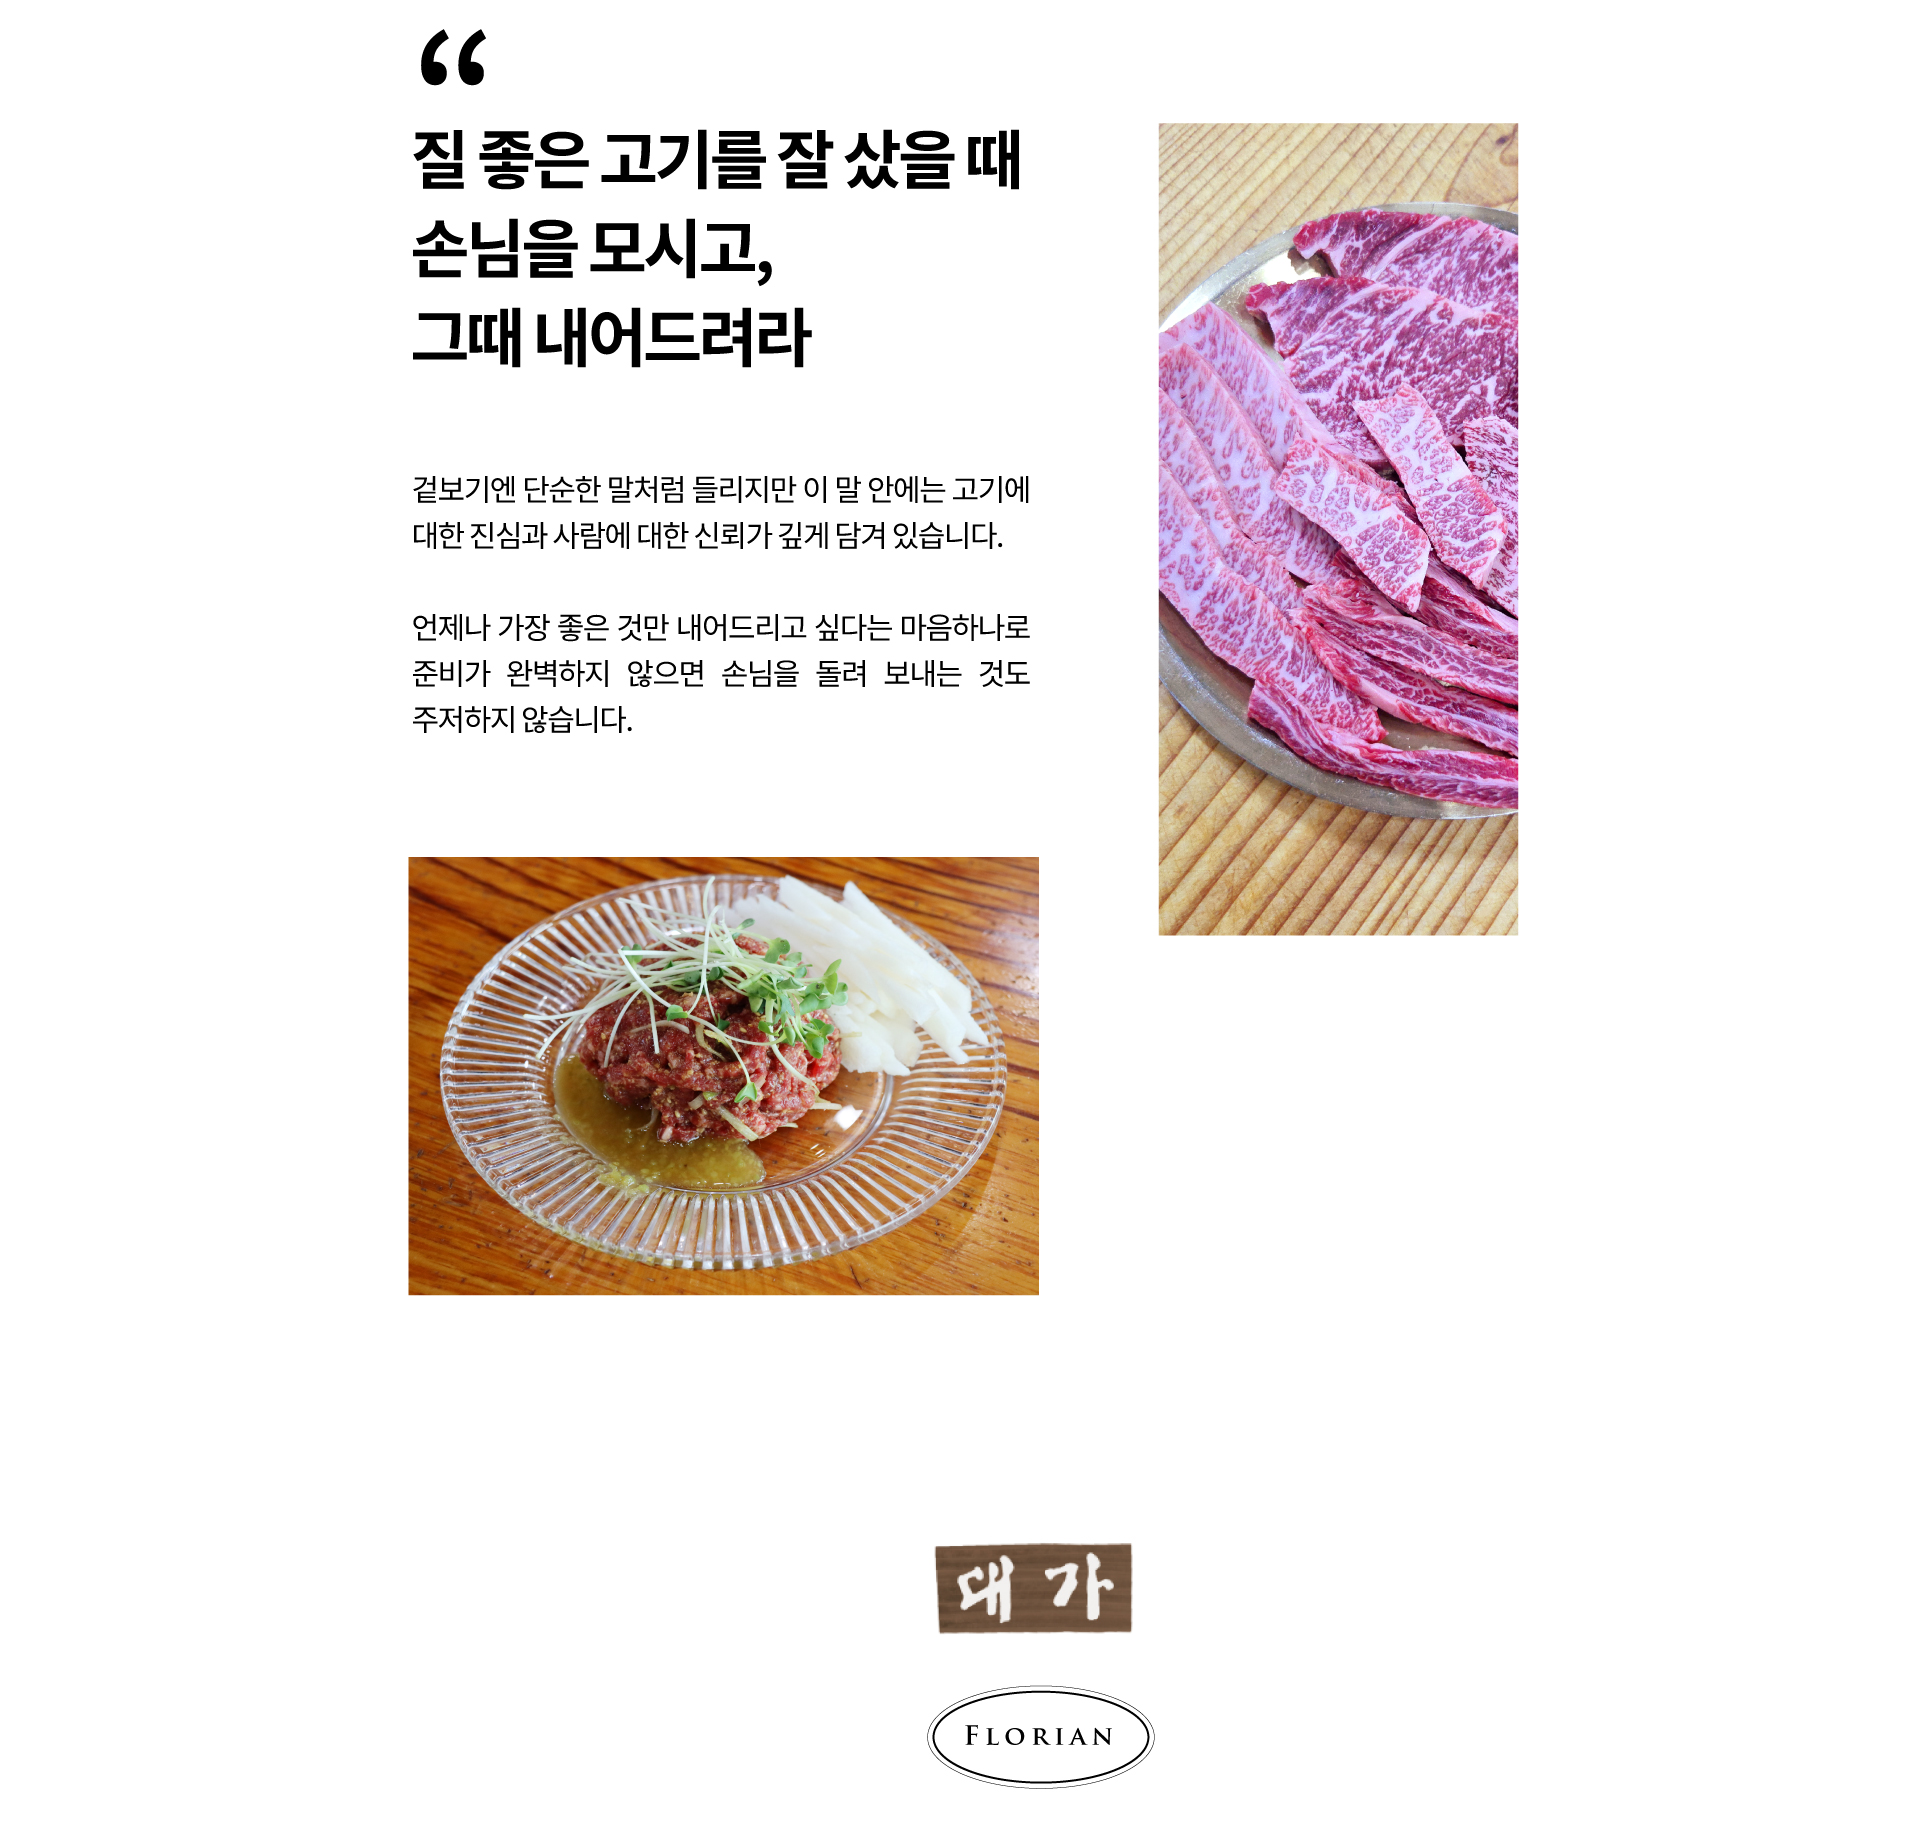 “
질 좋은 고기를 잘 샀을 때
손님을 모시고,
그때 내어드려라
겉보기엔 단순한 말처럼 들리지만 이 말 안에는 고기에
대한 진심과 사람에 대한 신뢰가 깊게 담겨 있습니다.
언제나 가장 좋은 것만 내어드리고 싶다는 마음하나로
준비가 완벽하지 않으면 손님을 돌려 보내는 것도
주저하지 않습니다.
대 가
FLORIAN